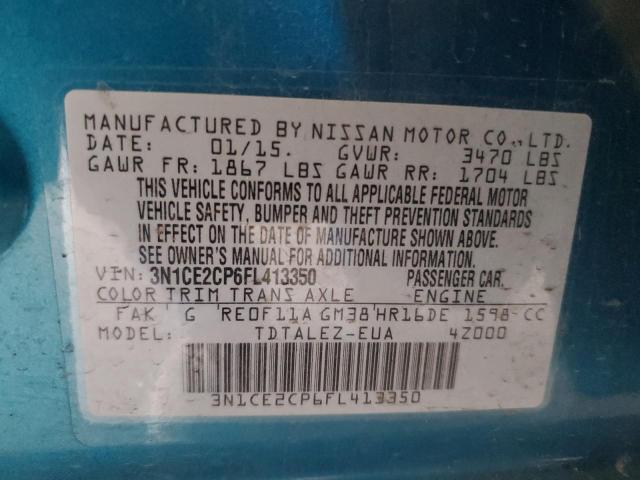 MANUFACTURED BY NISSAN MOTOR CO., LTD.
DATE: 01/15. GVWR: 3470 LBS
GAWR FR: 1867 LBS GAWR RR: 1704 LBS
THIS VEHICLE CONFORMS TO ALL APPLICABLE FEDERAL MOTOR
VEHICLE SAFETY, BUMPER AND THEFT PREVENTION STANDARDS
IN EFFECT ON THE DATE OF MANUFACTURE SHOWN ABOVE.
SEE OWNER'S MANUAL FOR ADDITIONAL INFORMATION.
VIN: 3N1CE2CP6FL413350 PASSENGER CAR.
COLOR TRIM TRANS AXLE ENGINE
FAK G RE0F11A GM38 HR16DE 1598 CC
MODEL: TDTALEZ-EUA 4Z000
3N1CE2CP6FL413350